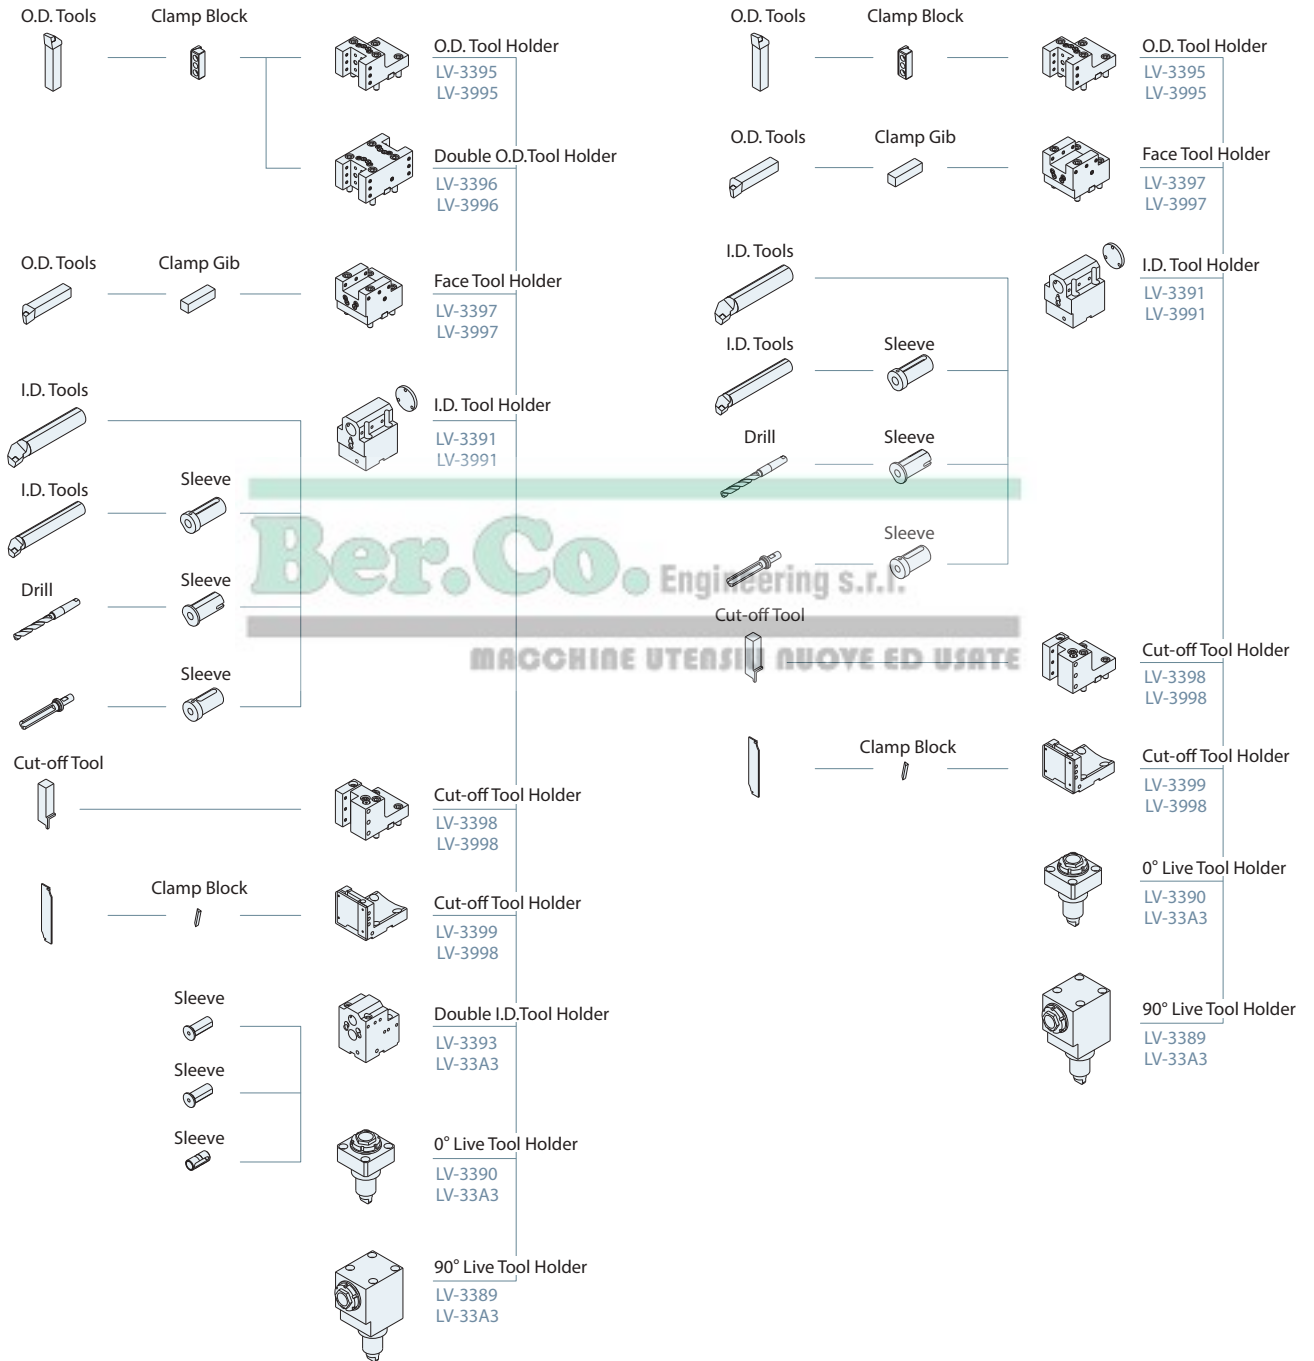 O.D. Tools
Clamp Block
O.D. Tool Holder
LV-3395
LV-3995
Double O.D.Tool Holder
LV-3396
LV-3996
O.D. Tools
Clamp Gib
Face Tool Holder
LV-3397
LV-3997
I.D. Tools
I.D. Tool Holder
LV-3391
LV-3991
I.D. Tools
Sleeve
Drill
Sleeve
Sleeve
Cut-off Tool
Cut-off Tool Holder
LV-3398
LV-3998
Clamp Block
Cut-off Tool Holder
LV-3399
LV-3998
Sleeve
Double I.D.Tool Holder
LV-3393
LV-33A3
Sleeve
Sleeve
0° Live Tool Holder
LV-3390
LV-33A3
90° Live Tool Holder
LV-3389
LV-33A3
O.D. Tools
Clamp Block
O.D. Tool Holder
LV-3395
LV-3995
O.D. Tools
Clamp Gib
Face Tool Holder
LV-3397
LV-3997
I.D. Tools
I.D. Tool Holder
LV-3391
LV-3991
I.D. Tools
Sleeve
Drill
Sleeve
Sleeve
Cut-off Tool
Cut-off Tool Holder
LV-3398
LV-3998
Clamp Block
Cut-off Tool Holder
LV-3399
LV-3998
0° Live Tool Holder
LV-3390
LV-33A3
90° Live Tool Holder
LV-3389
LV-33A3
Ber.Co. Engineering s.r.l.
MACCHINE UTENSILI NUOVE ED USATE